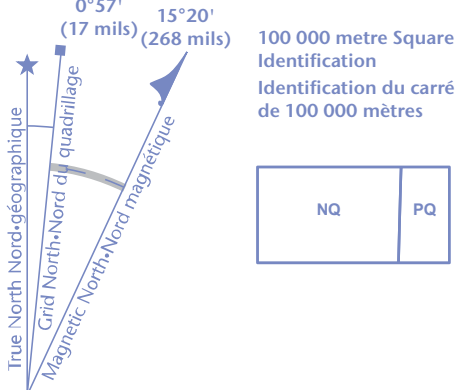 0°57'
(17 mils)
15°20'
(268 mils)
True North Nord•géographique
Grid North•Nord du quadrillage
Magnetic North•Nord magnétique
100 000 metre Square
Identification
Identification du carré
de 100 000 mètres
NQ
PQ